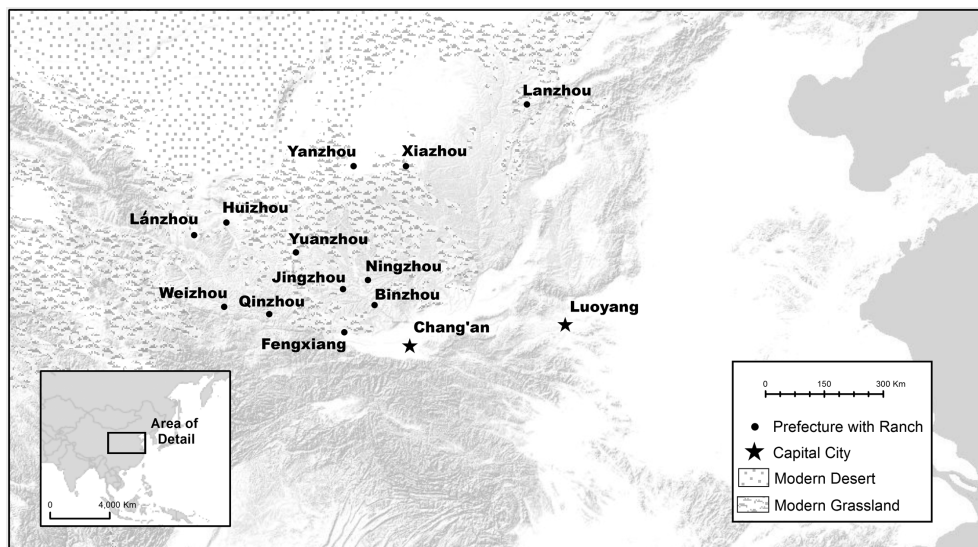 Lanzhou
Yanzhou
Xiazhou
Huizhou
Lánzhou
Yuanzhou
Ningzhou
Jingzhou
Weizhou
Qinzhou
Binzhou
Luoyang
Chang'an
Fengxiang
Area of
Detail
0 4,000 Km
0 150 300 Km
Prefecture with Ranch
Capital City
Modern Desert
Modern Grassland